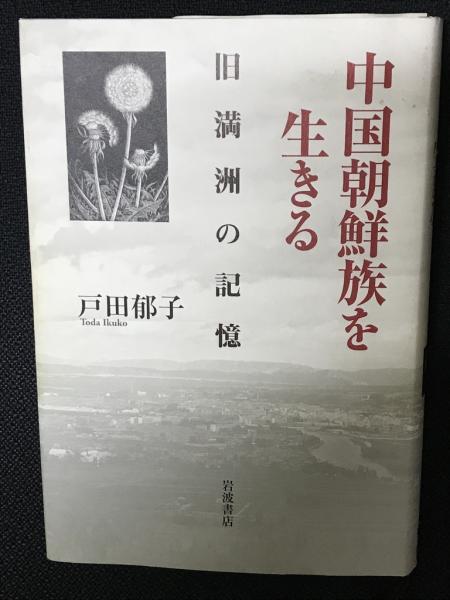 中国朝鮮族を
生きる
旧満洲の記憶
戸田郁子
Toda Ikuko
岩波書店